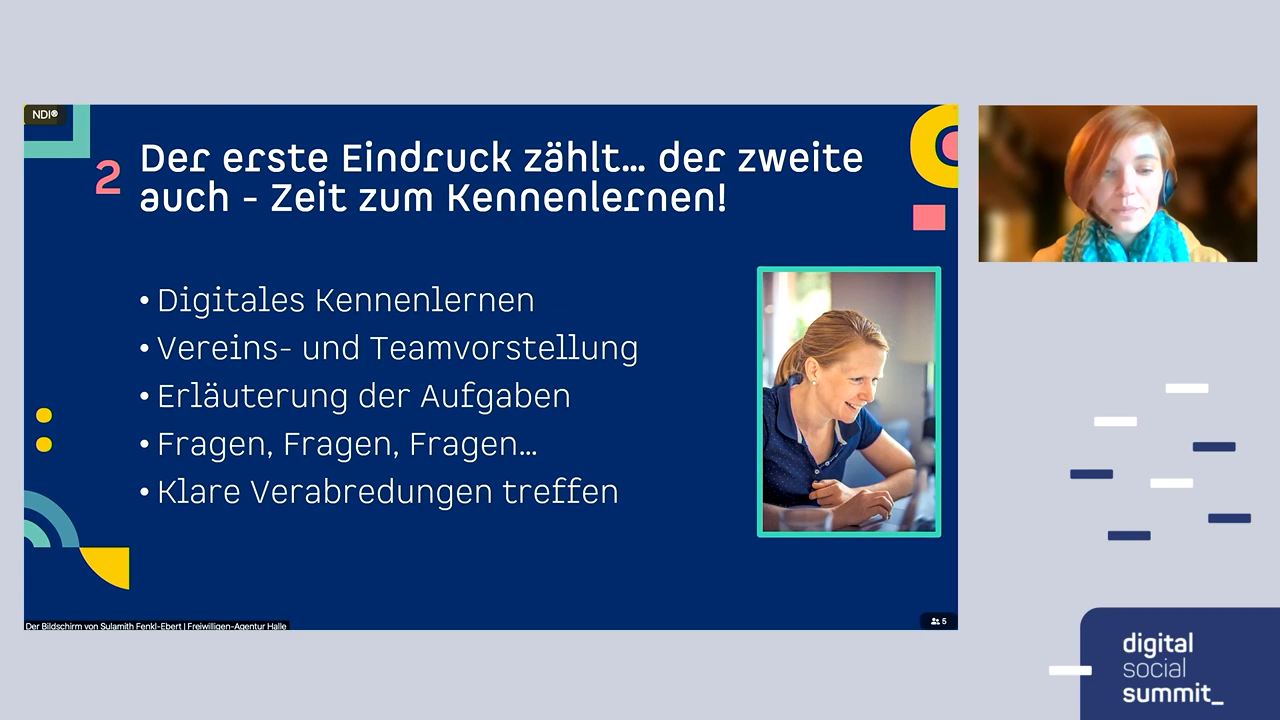 NDI®
2
Der erste Eindruck zählt... der zweite
auch - Zeit zum Kennenlernen!
• Digitales Kennenlernen
• Vereins- und Teamvorstellung
• Erläuterung der Aufgaben
• Fragen, Fragen, Fragen...
• Klare Verabredungen treffen
Der Bildschirm von Sulamith Fenkl-Ebert | Freiwilligen-Agentur Halle
5
digital
social
summit_